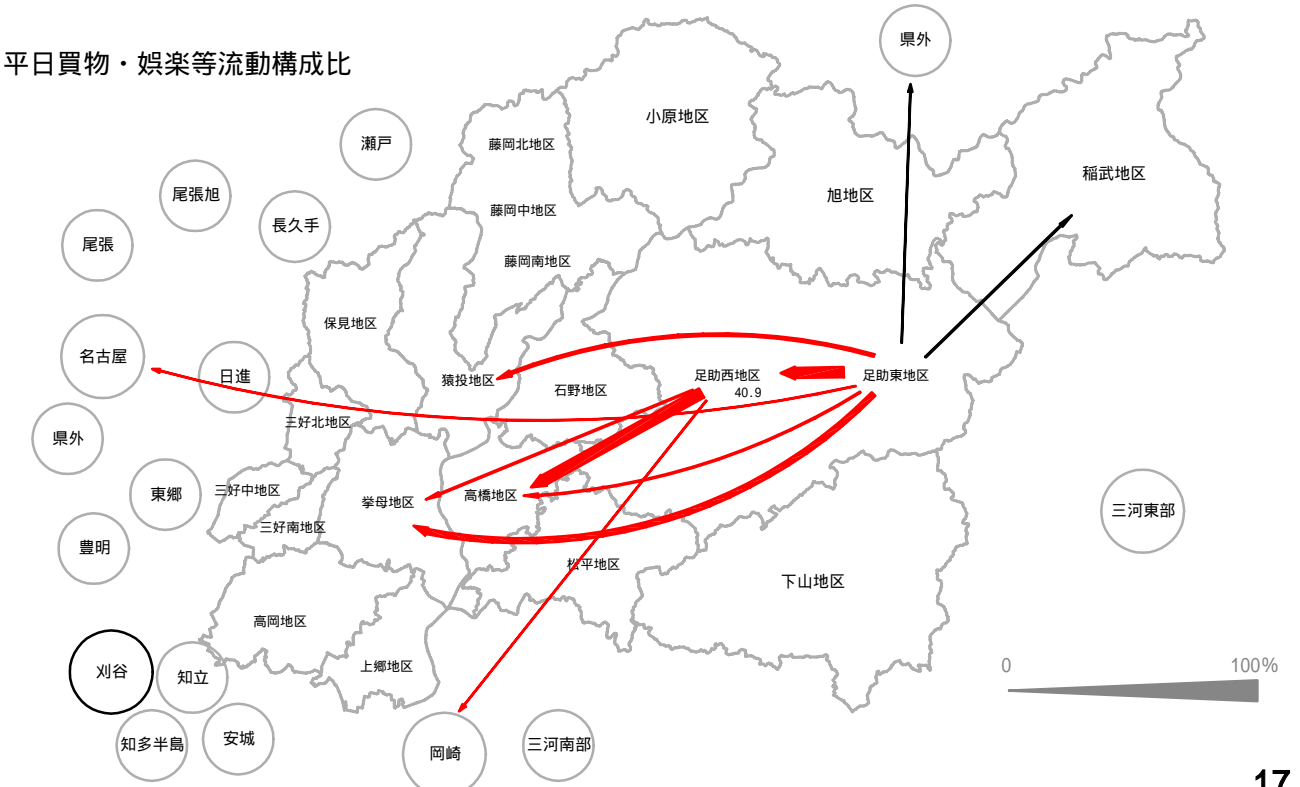 平日買物・娯楽等流動構成比
県外
小原地区
瀬戸
藤岡北地区
稲武地区
尾張旭
旭地区
藤岡中地区
長久手
尾張
藤岡南地区
保見地区
名古屋
日進
猿投地区
石野地区
足助西地区
40.9
足助東地区
三好北地区
県外
東郷
三好中地区
挙母地区
高橋地区
三河東部
三好南地区
豊明
松平地区
下山地区
高岡地区
上郷地区
0
100%
刈谷
知立
知多半島
安城
岡崎
三河南部
17